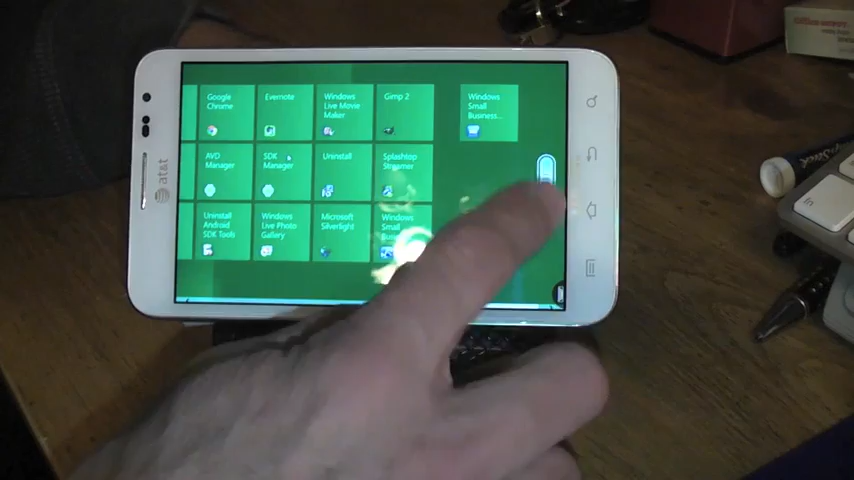 at&t
Google
Chrome
Evernote
Windows
Live Movie
Maker
Gimp 2
Windows
Small
Business...
AVD
Manager
SDK
Manager
Uninstall
Splashtop
Streamer
Uninstall
Android
SDK Tools
Windows
Live Photo
Gallery
Microsoft
Silverlight
Windows
Small